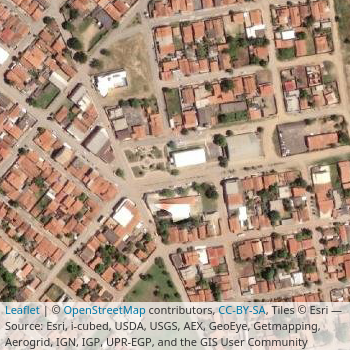 Leaflet | © OpenStreetMap contributors, CC-BY-SA, Tiles © Esri —
Source: Esri, i-cubed, USDA, USGS, AEX, GeoEye, Getmapping,
Aerogrid, IGN, IGP, UPR-EGP, and the GIS User Community